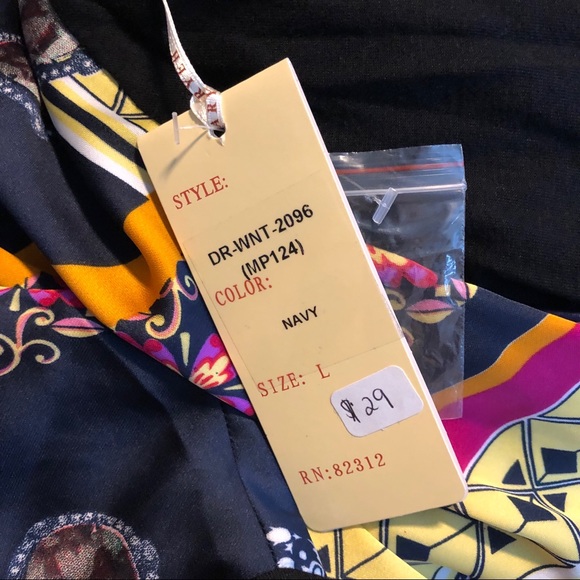 STYLE:
DR-WNT-2096
(MP124)
COLOR:
NAVY
SIZE: L
$29
RN:82312